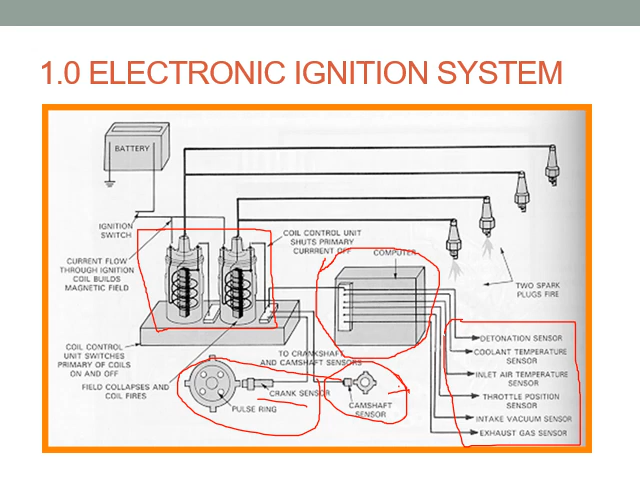 1.0 ELECTRONIC IGNITION SYSTEM
BATTERY
IGNITION
SWITCH
CURRENT FLOW
THROUGH IGNITION
COIL BUILDS
MAGNETIC FIELD
COIL CONTROL UNIT
SHUTS PRIMARY
CURRRENT OFF
COMPUTER
TWO SPARK
PLUGS FIRE
COIL CONTROL
UNIT SWITCHES
PRIMARY OF COILS
ON AND OFF
FIELD COLLAPSES AND
COIL FIRES
TO CRANKSHAFT
AND CAMSHAFT SENSORS
CRANK SENSOR
PULSE RING
CAMSHAFT
SENSOR
DETONATION SENSOR
COOLANT TEMPERATURE
SENSOR
INLET AIR TEMPERATURE
SENSOR
THROTTLE POSITION
SENSOR
INTAKE VACUUM SENSOR
EXHAUST GAS SENSOR